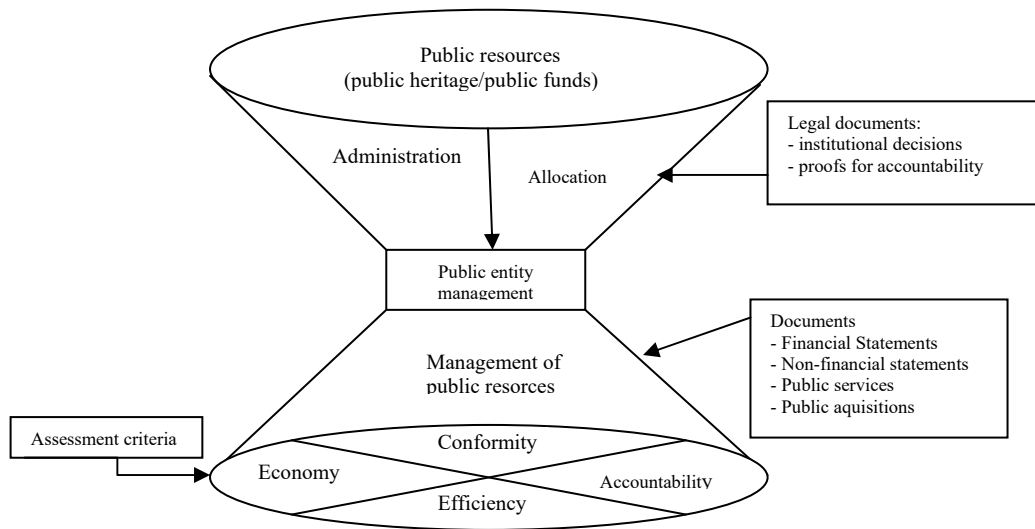 Public resources
(public heritage/public funds)
Administration
Allocation
Legal documents:
- institutional decisions
- proofs for accountability
Public entity
management
Documents
- Financial Statements
- Non-financial statements
- Public services
- Public aquisitions
Management of
public resorces
Assessment criteria
Conformity
Economy
Accountability
Efficiency